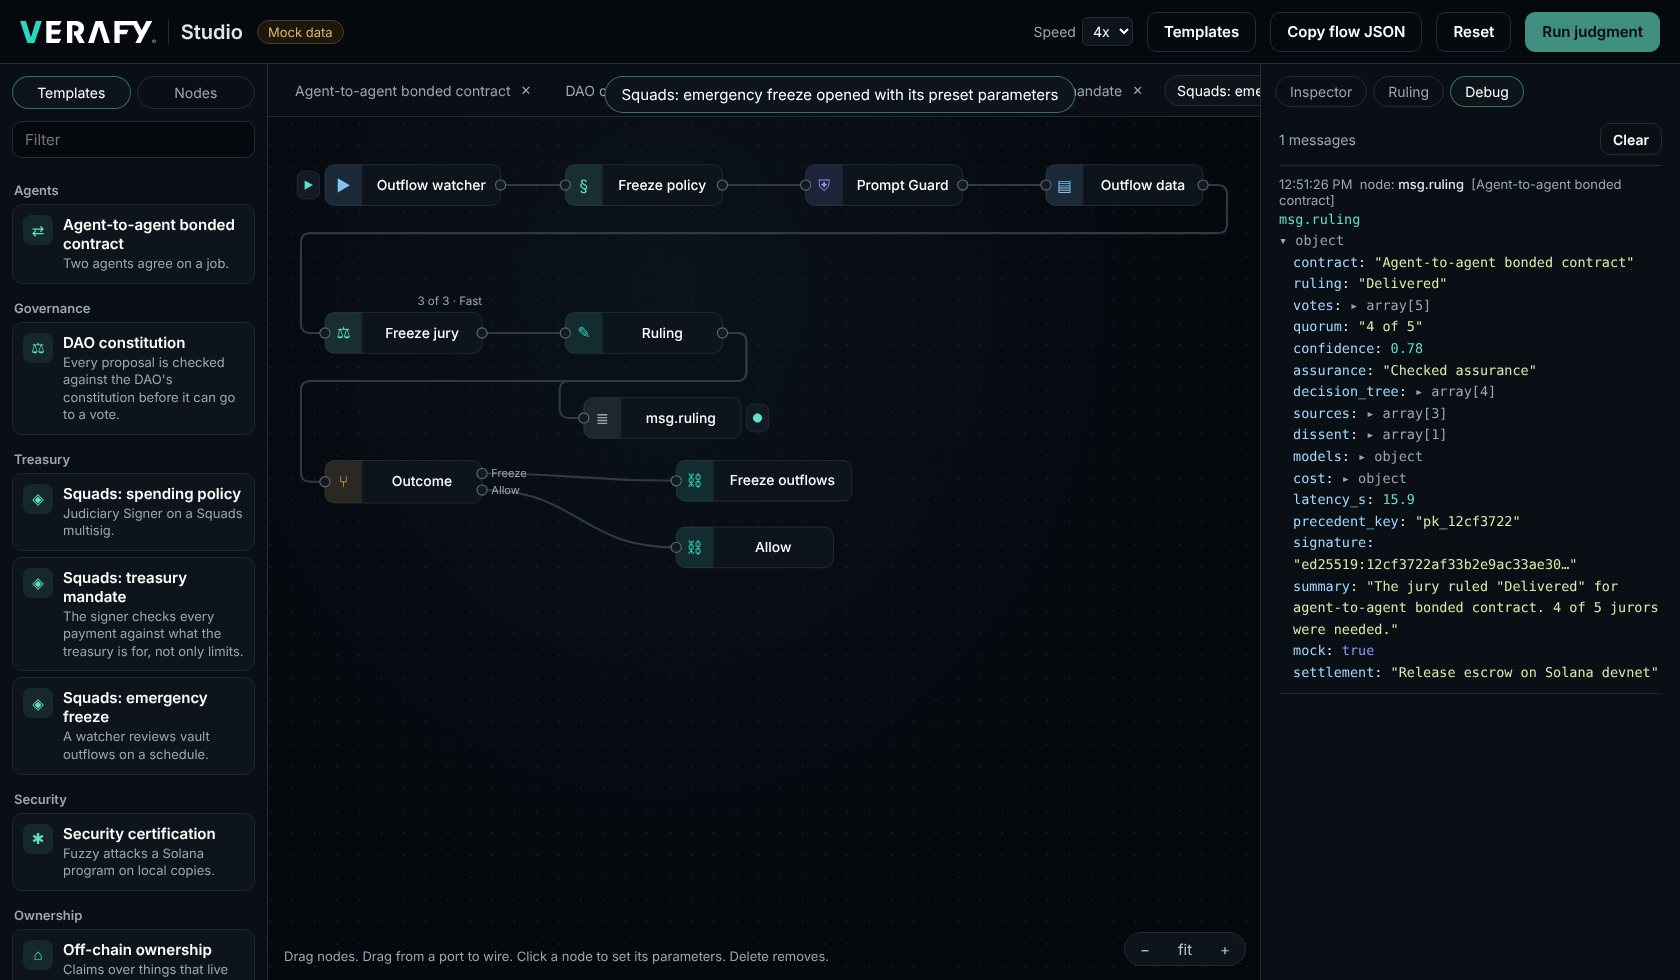 VERAFY
Studio
Mock data
Speed
4x
Templates
Copy flow JSON
Reset
Run judgment
Templates
Nodes
Filter
Agents
Agent-to-agent bonded
contract
Two agents agree on a job.
Governance
DAO constitution
Every proposal is checked
against the DAO's
constitution before it can go
to a vote.
Treasury
Squads: spending policy
Judiciary Signer on a Squads
multisig.
Squads: treasury
mandate
The signer checks every
payment against what the
treasury is for, not only limits.
Squads: emergency
freeze
A watcher reviews vault
outflows on a schedule.
Security
Security certification
Fuzzy attacks a Solana
program on local copies.
Ownership
Off-chain ownership
Claims over things that live
Agent-to-agent bonded contract ×
DAO
Squads: emergency freeze opened with its preset parameters
andate ×
Squads: eme
Outflow watcher
§ Freeze policy
Prompt Guard
Outflow data
3 of 3 · Fast
Freeze jury
Ruling
msg.ruling
Outcome
Freeze
Allow
Freeze outflows
Allow
Drag nodes. Drag from a port to wire. Click a node to set its parameters. Delete removes.
− fit +
Inspector
Ruling
Debug
1 messages
Clear
12:51:26 PM node: msg.ruling [Agent-to-agent bonded
contract]
msg.ruling
▾ object
contract: "Agent-to-agent bonded contract"
ruling: "Delivered"
votes: ▸ array[5]
quorum: "4 of 5"
confidence: 0.78
assurance: "Checked assurance"
decision_tree: ▸ array[4]
sources: ▸ array[3]
dissent: ▸ array[1]
models: ▸ object
cost: ▸ object
latency_s: 15.9
precedent_key: "pk_12cf3722"
signature:
"ed25519:12cf3722af33b2e9ac33ae30…"
summary: "The jury ruled "Delivered" for
agent-to-agent bonded contract. 4 of 5 jurors
were needed."
mock: true
settlement: "Release escrow on Solana devnet"